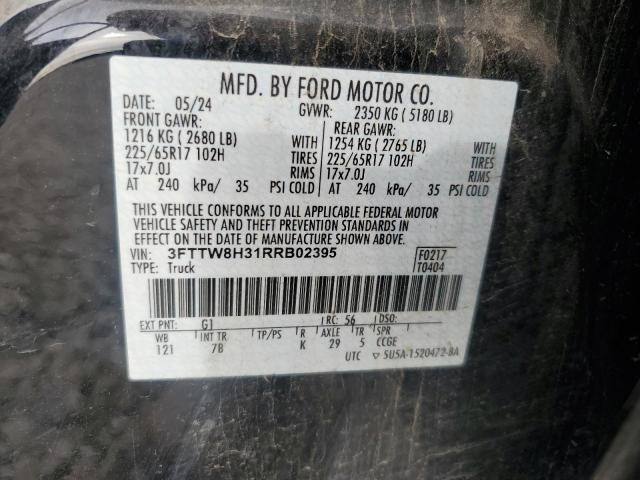 MFD. BY FORD MOTOR CO.
DATE: 05/24 GVWR: 2350 KG ( 5180 LB)
FRONT GAWR: REAR GAWR:
1216 KG ( 2680 LB) WITH 1254 KG ( 2765 LB) WITH
225/65R17 102H TIRES 225/65R17 102H TIRES
17x7.0J RIMS 17x7.0J RIMS
AT 240 kPa/ 35 PSI COLD AT 240 kPa/ 35 PSI COLD
THIS VEHICLE CONFORMS TO ALL APPLICABLE FEDERAL MOTOR
VEHICLE SAFETY AND THEFT PREVENTION STANDARDS IN
EFFECT ON THE DATE OF MANUFACTURE SHOWN ABOVE.
VIN: 3FTTW8H31RRB02395 F0217
TYPE: Truck T0404
EXT PNT: G1 RC: 56 DSO:
WB INT TR TP/PS R AXLE TR SPR
121 7B K 29 5 CCGE
UTC ▽ 5U5A-1520472-BA